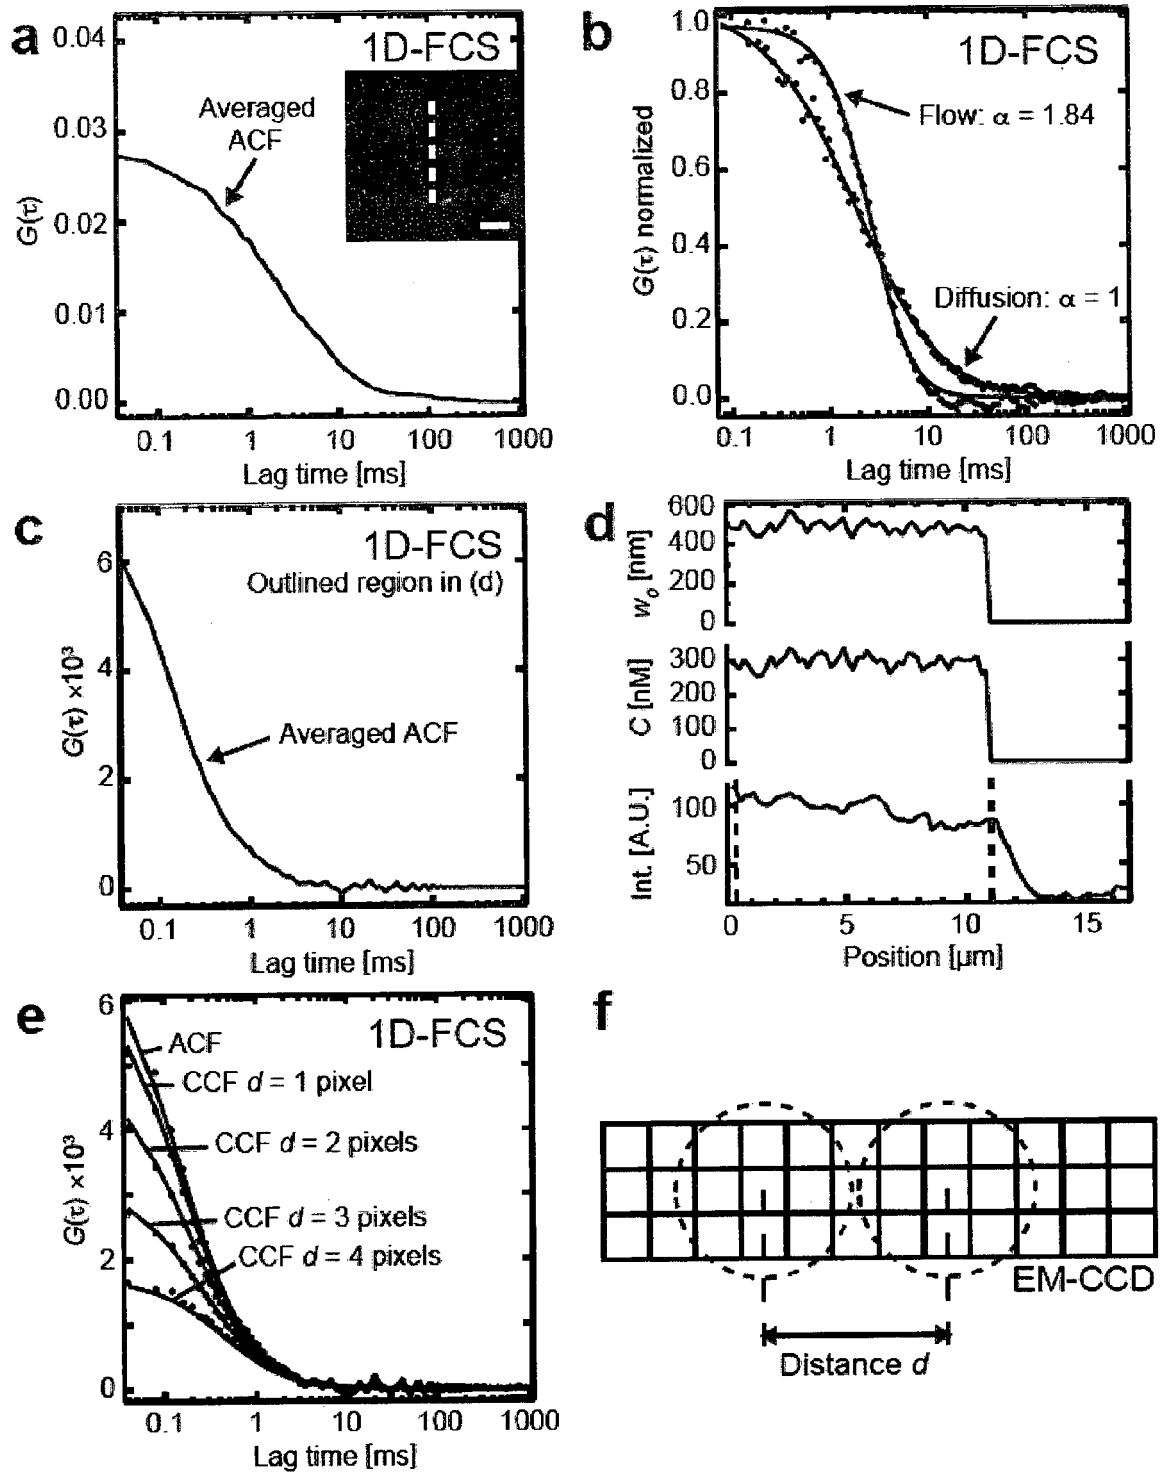 a
1D-FCS
Averaged
ACF
G(τ)
0.04
0.03
0.02
0.01
0.00
0.1 1 10 100 1000
Lag time [ms]
b
1D-FCS
Flow: α = 1.84
Diffusion: α = 1
G(τ) normalized
1.0
0.8
0.6
0.4
0.2
0.0
0.1 1 10 100 1000
Lag time [ms]
c
1D-FCS
Outlined region in (d)
Averaged ACF
G(τ) ×10³
6
4
2
0
0.1 1 10 100 1000
Lag time [ms]
d
w₀ [nm]
600
400
200
0
C [nM]
300
200
100
0
Int. [A.U.]
100
50
0 5 10 15
Position [µm]
e
1D-FCS
ACF
CCF d = 1 pixel
CCF d = 2 pixels
CCF d = 3 pixels
CCF d = 4 pixels
G(τ) ×10³
6
4
2
0
0.1 1 10 100 1000
Lag time [ms]
f
EM-CCD
Distance d